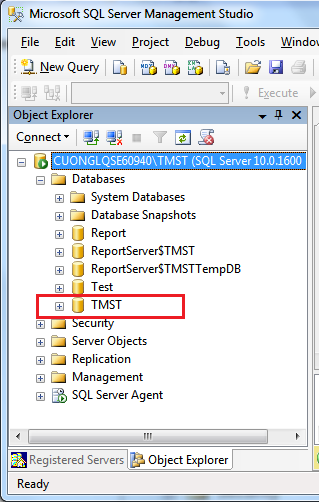 Microsoft SQL Server Management Studio
File Edit View Project Debug Tools Window
New Query
Execute
Object Explorer
Connect
CUONGLQSE60940\TMST (SQL Server 10.0.1600
Databases
System Databases
Database Snapshots
Report
ReportServer$TMST
ReportServer$TMSTTempDB
Test
TMST
Security
Server Objects
Replication
Management
SQL Server Agent
Registered Servers Object Explorer
Ready